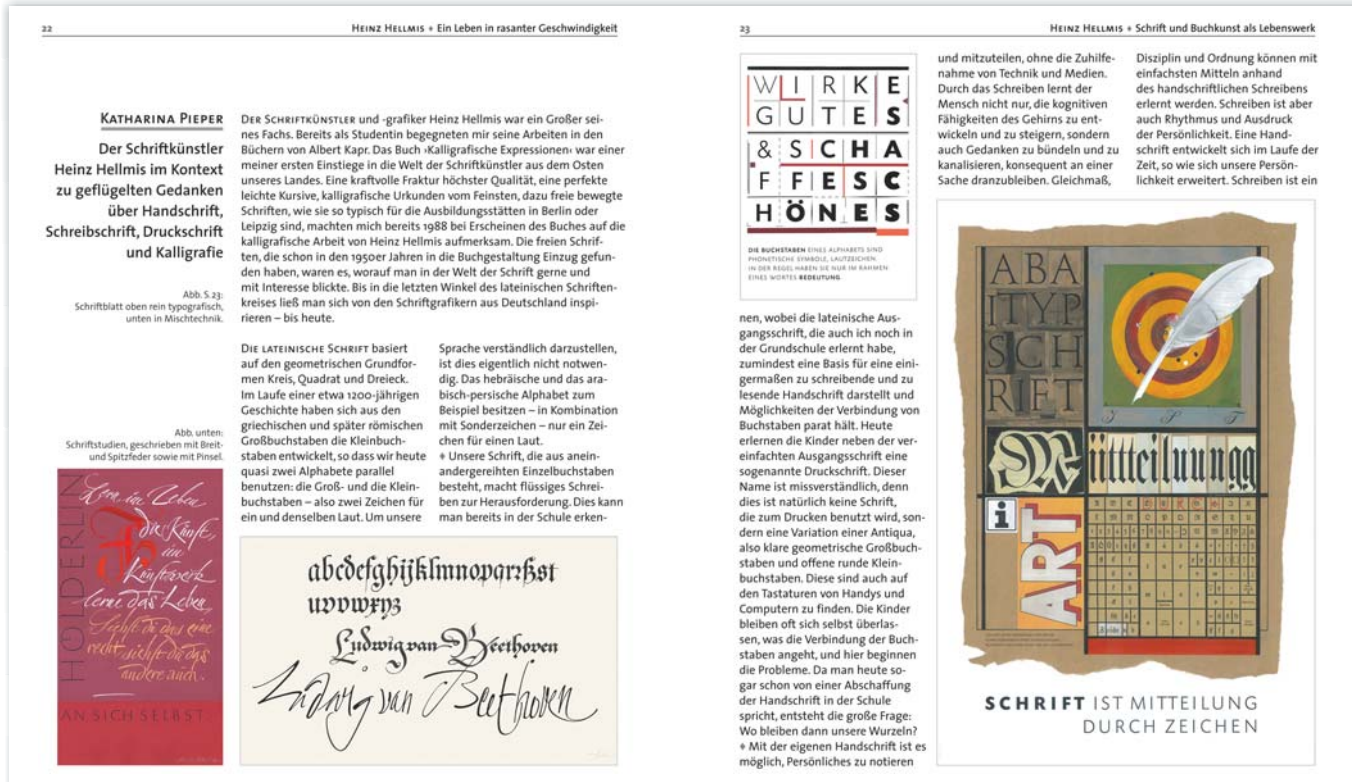 22
HEINZ HELLMIS + Ein Leben in rasanter Geschwindigkeit
KATHARINA PIEPER
Der Schriftkünstler
Heinz Hellmis im Kontext
zu geflügelten Gedanken
über Handschrift,
Schreibschrift, Druckschrift
und Kalligrafie
Abb. S. 23:
Schriftblatt oben rein typografisch,
unten in Mischtechnik.
DER SCHRIFTKÜNSTLER und -grafiker Heinz Hellmis war ein Großer sei-
nes Fachs. Bereits als Studentin begegneten mir seine Arbeiten in den
Büchern von Albert Kapr. Das Buch ›Kalligrafische Expressionen‹ war einer
meiner ersten Einstiege in die Welt der Schriftkünstler aus dem Osten
unseres Landes. Eine kraftvolle Fraktur höchster Qualität, eine perfekte
leichte Kursive, kalligrafische Urkunden vom Feinsten, dazu freie bewegte
Schriften, wie sie so typisch für die Ausbildungsstätten in Berlin oder
Leipzig sind, machten mich bereits 1988 bei Erscheinen des Buches auf die
kalligrafische Arbeit von Heinz Hellmis aufmerksam. Die freien Schrif-
ten, die schon in den 1950er Jahren in die Buchgestaltung Einzug gefun-
den haben, waren es, worauf man in der Welt der Schrift gerne und
mit Interesse blickte. Bis in die letzten Winkel des lateinischen Schriften-
kreises ließ man sich von den Schriftgrafikern aus Deutschland inspi-
rieren – bis heute.
DIE LATEINISCHE SCHRIFT basiert
auf den geometrischen Grundfor-
men Kreis, Quadrat und Dreieck.
Im Laufe einer etwa 1200-jährigen
Geschichte haben sich aus den
griechischen und später römischen
Großbuchstaben die Kleinbuch-
staben entwickelt, so dass wir heute
quasi zwei Alphabete parallel
benutzen: die Groß- und die Klein-
buchstaben – also zwei Zeichen für
ein und denselben Laut. Um unsere
Sprache verständlich darzustellen,
ist dies eigentlich nicht notwen-
dig. Das hebräische und das ara-
bisch-persische Alphabet zum
Beispiel besitzen – in Kombination
mit Sonderzeichen – nur ein Zei-
chen für einen Laut.
+ Unsere Schrift, die aus anein-
andergereihten Einzelbuchstaben
besteht, macht flüssiges Schrei-
ben zur Herausforderung. Dies kann
man bereits in der Schule erken-
Abb. unten:
Schriftstudien, geschrieben mit Breit-
und Spitzfeder sowie mit Pinsel.
HÖLDERLIN
Lern im Leben
die Kunst,
im
Kunstwerk
lerne das Leben,
Siehst du das eine
recht, siehst du das
andere auch.
AN SICH SELBST
abcdefghijklmnopqrſßst
uvvwxyz
Ludwig van Beethoven
Ludwig van Beethoven
23
HEINZ HELLMIS + Schrift und Buchkunst als Lebenswerk
WIRKE
GUTES
& SCHA
FFESC
HÖNES
DIE BUCHSTABEN EINES ALPHABETS SIND
PHONETISCHE SYMBOLE, LAUTZEICHEN.
IN DER REGEL HABEN SIE NUR IM RAHMEN
EINES WORTES BEDEUTUNG.
nen, wobei die lateinische Aus-
gangsschrift, die auch ich noch in
der Grundschule erlernt habe,
zumindest eine Basis für eine eini-
germaßen zu schreibende und zu
lesende Handschrift darstellt und
Möglichkeiten der Verbindung von
Buchstaben parat hält. Heute
erlernen die Kinder neben der ver-
einfachten Ausgangsschrift eine
sogenannte Druckschrift. Dieser
Name ist missverständlich, denn
dies ist natürlich keine Schrift,
die zum Drucken benutzt wird, son-
dern eine Variation einer Antiqua,
also klare geometrische Großbuch-
staben und offene runde Klein-
buchstaben. Diese sind auch auf
den Tastaturen von Handys und
Computern zu finden. Die Kinder
bleiben oft sich selbst überlas-
sen, was die Verbindung der Buch-
staben angeht, und hier beginnen
die Probleme. Da man heute so-
gar schon von einer Abschaffung
der Handschrift in der Schule
spricht, entsteht die große Frage:
Wo bleiben dann unsere Wurzeln?
+ Mit der eigenen Handschrift ist es
möglich, Persönliches zu notieren
und mitzuteilen, ohne die Zuhilfe-
nahme von Technik und Medien.
Durch das Schreiben lernt der
Mensch nicht nur, die kognitiven
Fähigkeiten des Gehirns zu ent-
wickeln und zu steigern, sondern
auch Gedanken zu bündeln und zu
kanalisieren, konsequent an einer
Sache dranzubleiben. Gleichmaß,
Disziplin und Ordnung können mit
einfachsten Mitteln anhand
des handschriftlichen Schreibens
erlernt werden. Schreiben ist aber
auch Rhythmus und Ausdruck
der Persönlichkeit. Eine Hand-
schrift entwickelt sich im Laufe der
Zeit, so wie sich unsere Persön-
lichkeit erweitert. Schreiben ist ein
ABA
ITYP
SCH
RIFT
I S T
Miittteiluunngg
i
ART
SCHRIFT IST MITTEILUNG
DURCH ZEICHEN